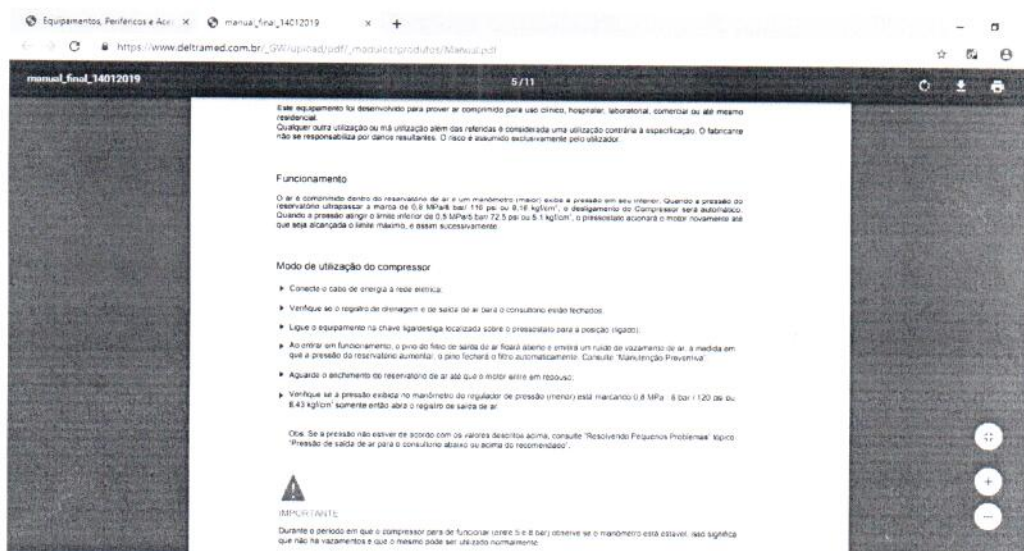 Equipamentos, Periféricos e Ace
manual_final_14012019
https://www.deltramed.com.br/_GW/upload/pdf/_modulos/produtos/Manual.pdf
manual_final_14012019
5/11
Este equipamento foi desenvolvido para prover ar comprimido para uso clínico, hospitalar, laboratorial, comercial ou até mesmo
residencial.
Qualquer outra utilização ou má utilização além das referidas é considerada uma utilização contrária à especificação. O fabricante
não se responsabiliza por danos resultantes. O risco é assumido exclusivamente pelo utilizador.
Funcionamento
O ar é comprimido dentro do reservatório de ar e um manômetro (maior) exibe a pressão em seu interior. Quando a pressão do
reservatório ultrapassar a marca de 0,8 MPa/8 bar/ 116 psi ou 8,16 kgf/cm², o desligamento do Compressor será automático.
Quando a pressão atingir o limite inferior de 0,5 MPa/5 bar/ 72.5 psi ou 5.1 kgf/cm², o pressostato acionará o motor novamente até
que seja alcançada o limite máximo, e assim sucessivamente.
Modo de utilização do compressor
Conecte o cabo de energia à rede elétrica;
Verifique se o registro de drenagem e de saída de ar para o consultório estão fechados;
Ligue o equipamento na chave liga/desliga localizada sobre o pressostato para a posição (ligado);
Ao entrar em funcionamento, o pino do filtro de saída de ar ficará aberto e emitirá um ruído de vazamento de ar, à medida em
que a pressão do reservatório aumentar, o pino fechará o filtro automaticamente. Consulte "Manutenção Preventiva"
Aguarde o enchimento do reservatório de ar até que o motor entre em repouso;
Verifique se a pressão exibida no manômetro do regulador de pressão (menor) está marcando 0,8 MPa 8 bar / 120 psi ou
8,43 kgf/cm² somente então abra o registro de saída de ar
Obs: Se a pressão não estiver de acordo com os valores descritos acima, consulte "Resolvendo Pequenos Problemas" tópico
"Pressão de saída de ar para o consultório abaixo ou acima do recomendado".
IMPORTANTE
Durante o período em que o compressor para de funcionar (entre 5 e 8 bar) observe se o manômetro está estável, isso significa
que não há vazamentos e que o mesmo pode ser utilizado normalmente